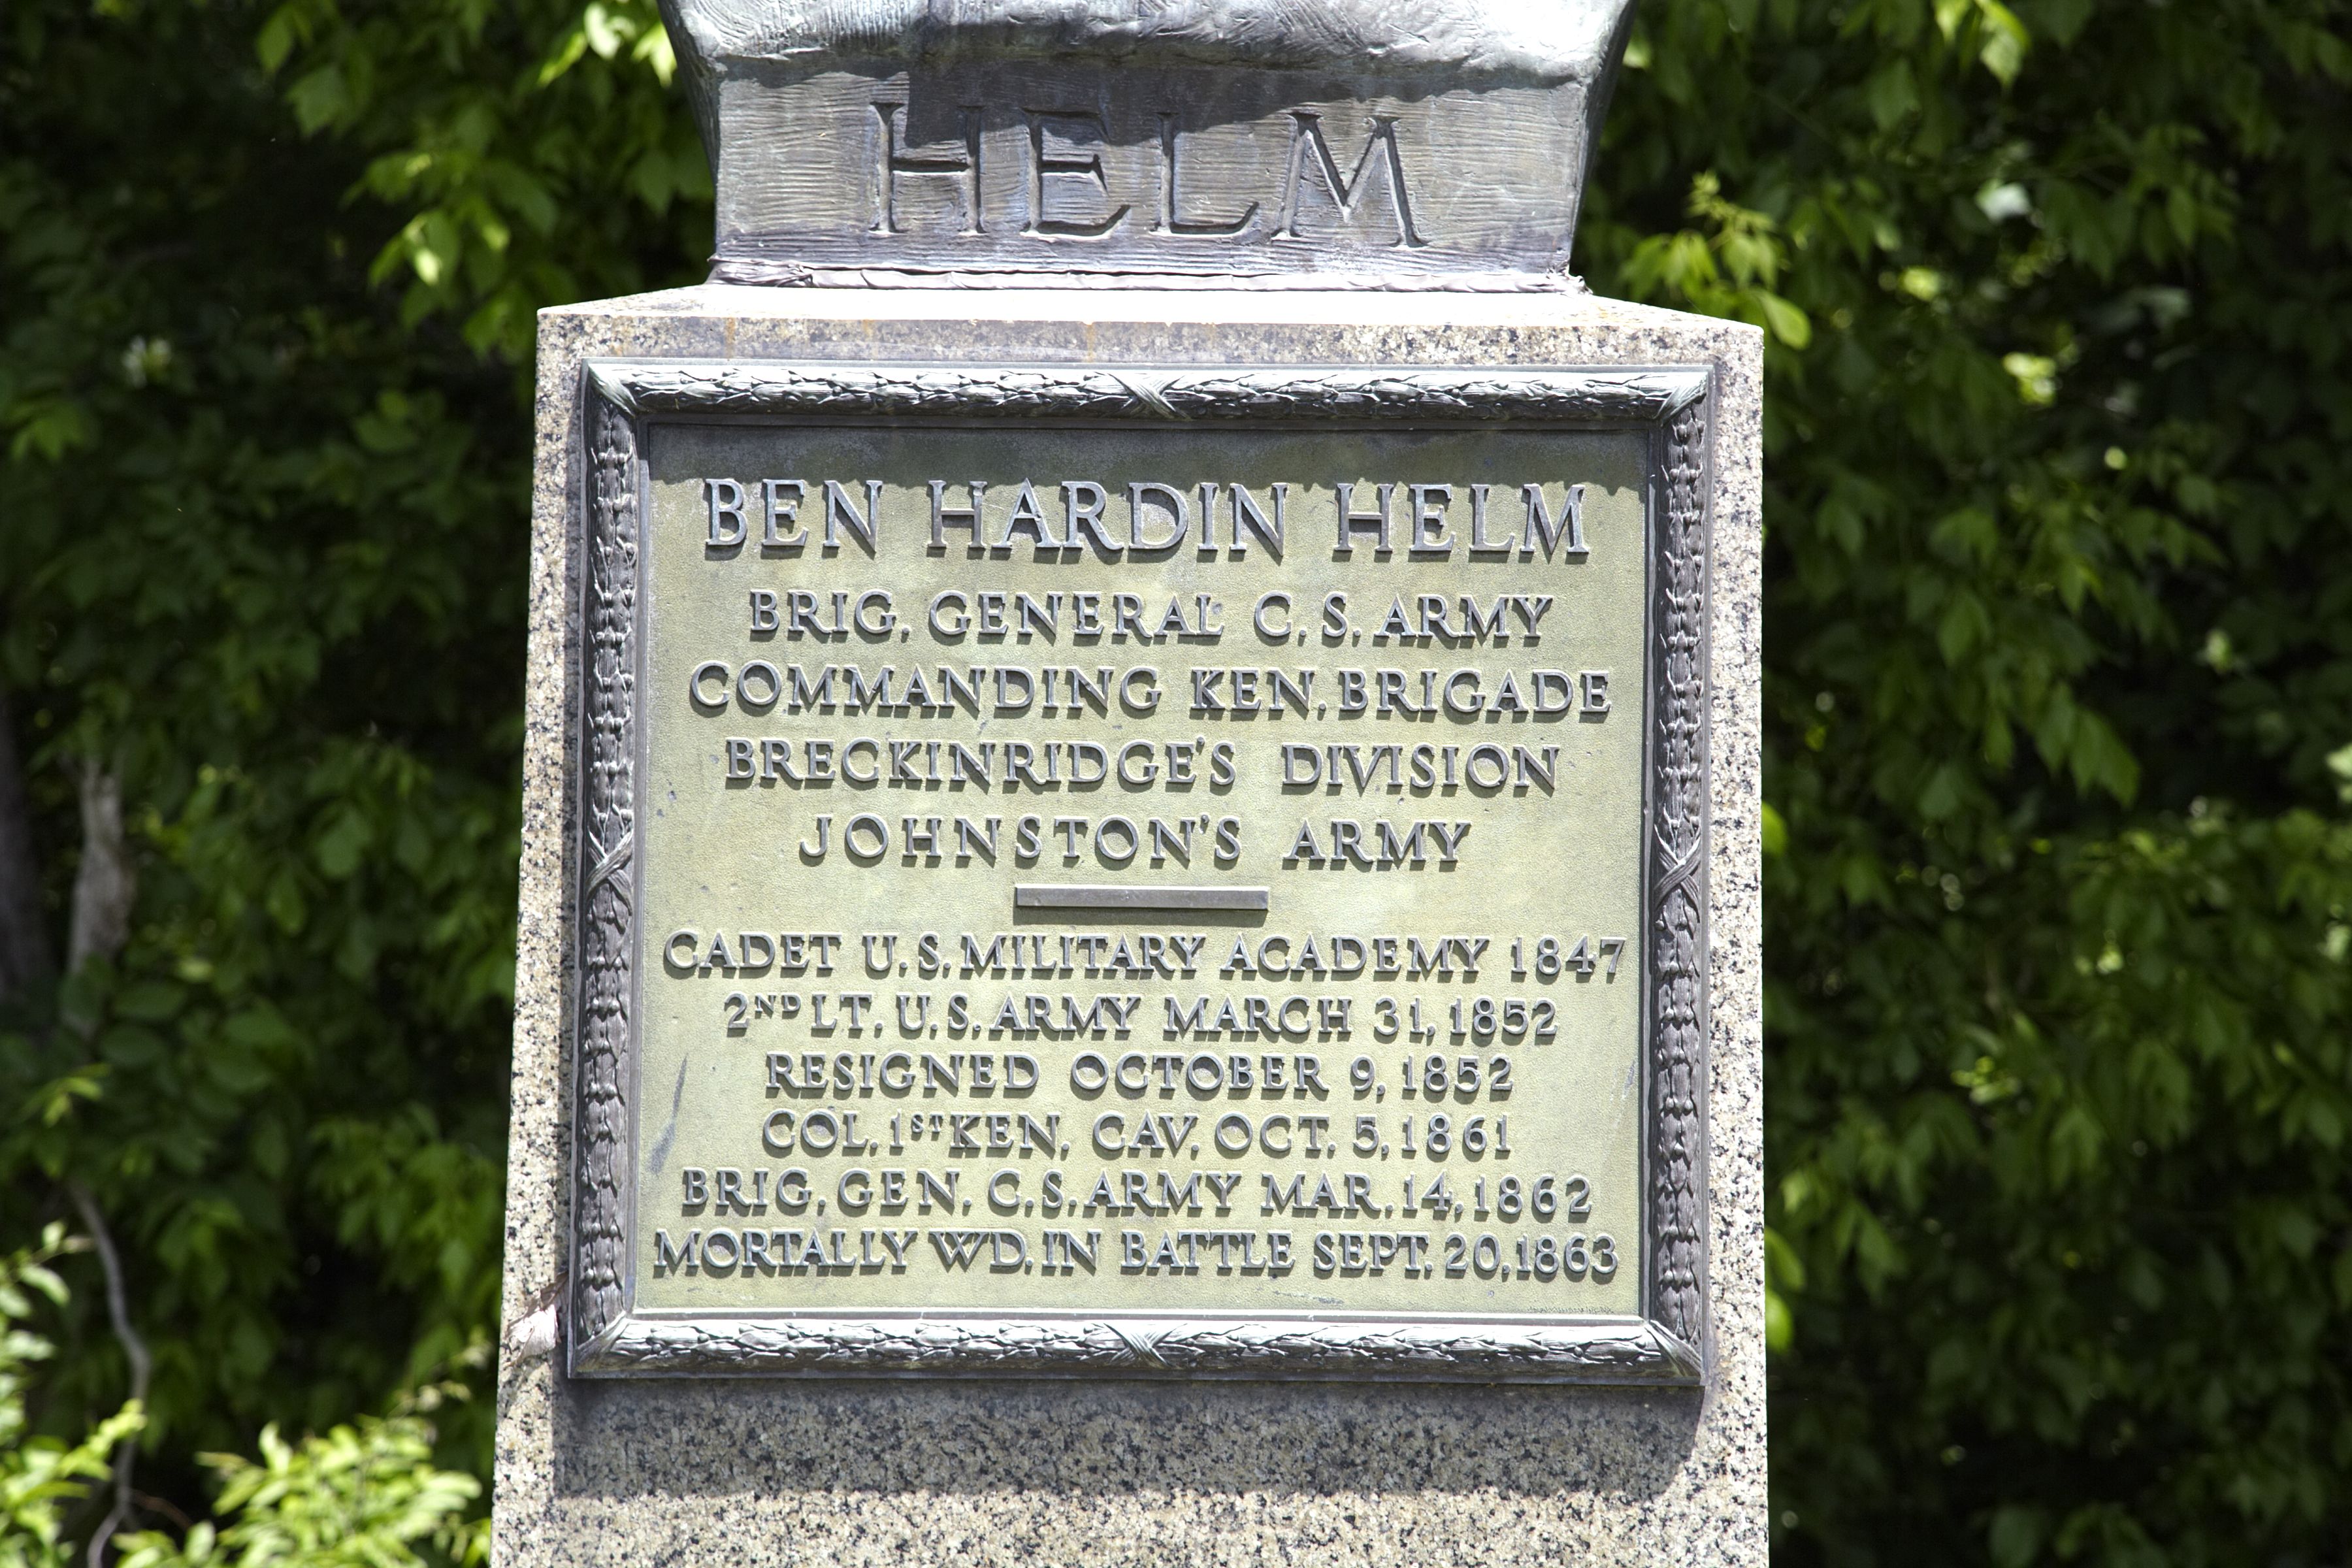 HELM
BEN HARDIN HELM
BRIG. GENERAL C. S. ARMY
COMMANDING KEN. BRIGADE
BRECKINRIDGE'S DIVISION
JOHNSTON'S ARMY
CADET U. S. MILITARY ACADEMY 1847
2ND LT. U. S. ARMY MARCH 31, 1852
RESIGNED OCTOBER 9, 1852
COL. 1ST KEN. CAV. OCT. 5, 1861
BRIG. GEN. C. S. ARMY MAR. 14, 1862
MORTALLY WD. IN BATTLE SEPT. 20, 1863